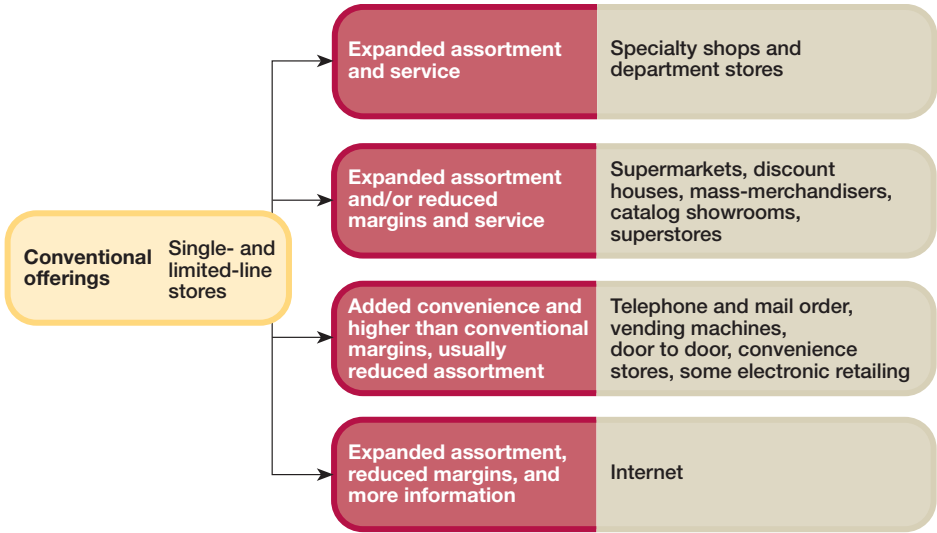 Conventional
offerings
Single- and
limited-line
stores
Expanded assortment
and service
Specialty shops and
department stores
Expanded assortment
and/or reduced
margins and service
Supermarkets, discount
houses, mass-merchandisers,
catalog showrooms,
superstores
Added convenience and
higher than conventional
margins, usually
reduced assortment
Telephone and mail order,
vending machines,
door to door, convenience
stores, some electronic retailing
Expanded assortment,
reduced margins, and
more information
Internet